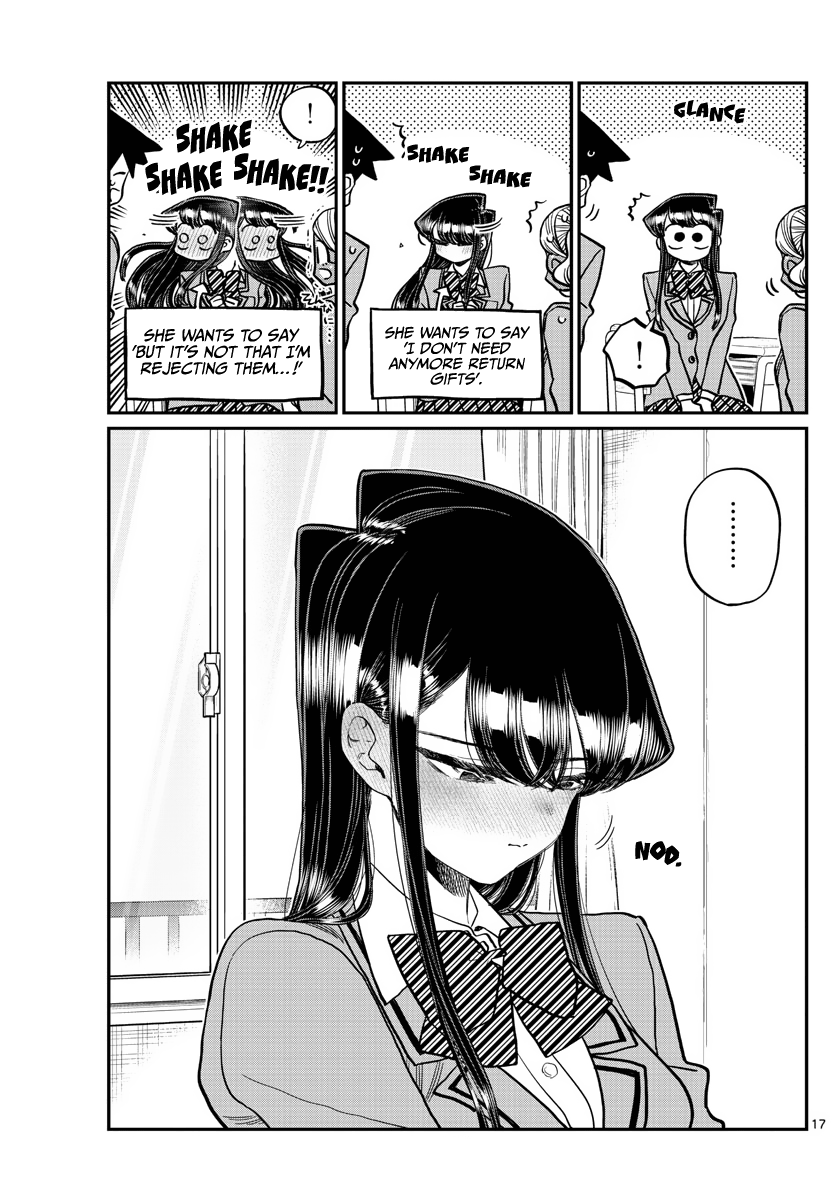 GLANCE
!
SHAKE
SHAKE
SHE WANTS TO SAY
'I DON'T NEED
ANYMORE RETURN
GIFTS'.
!
SHAKE
SHAKE SHAKE!!
SHE WANTS TO SAY
'BUT IT'S NOT THAT I'M
REJECTING THEM...!'
.........
NOD.
17